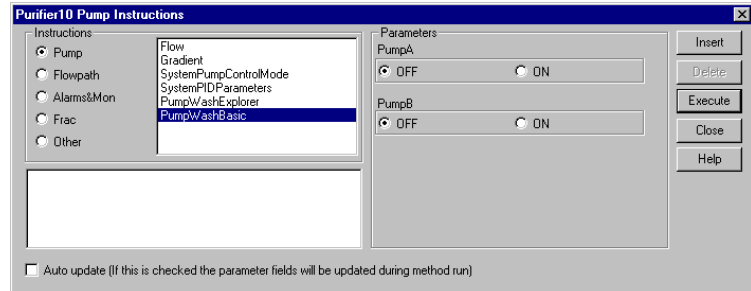 Purifier10 Pump Instructions
Instructions
Pump
Flowpath
Alarms&Mon
Frac
Other
Flow
Gradient
SystemPumpControlMode
SystemPIDParameters
PumpWashExplorer
PumpWashBasic
Parameters
PumpA
OFF ON
PumpB
OFF ON
Insert
Delete
Execute
Close
Help
Auto update (If this is checked the parameter fields will be updated during method run)